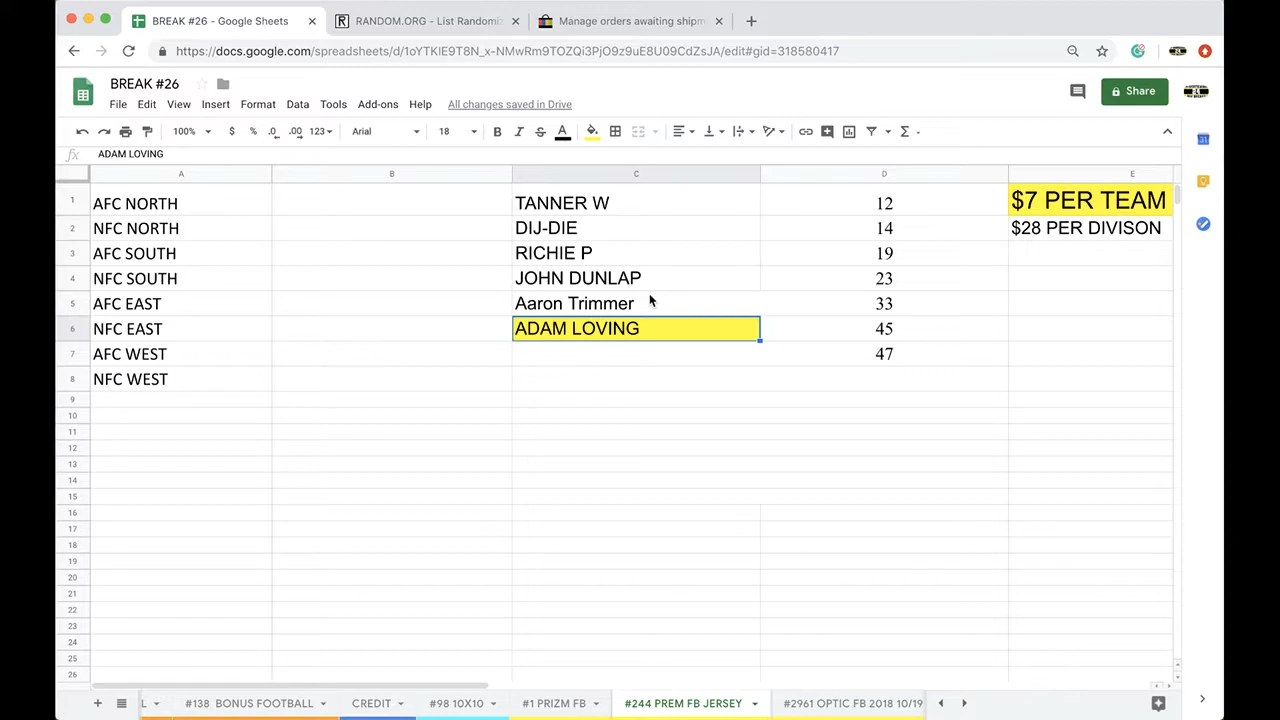 BREAK #26 - Google Sheets
RANDOM.ORG - List Randomi
Manage orders awaiting shipm
https://docs.google.com/spreadsheets/d/1oYTKIE9T8N_x-NMwRm9TOZQi3PjO9z9uE8U09CdZsJA/edit#gid=318580417
BREAK #26
File Edit View Insert Format Data Tools Add-ons Help All changes saved in Drive
Share
100% $ % .0 .00 123 Arial 18 B I S A
fx ADAM LOVING
A B C D E
1 AFC NORTH TANNER W 12 $7 PER TEAM
2 NFC NORTH DIJ-DIE 14 $28 PER DIVISON
3 AFC SOUTH RICHIE P 19
4 NFC SOUTH JOHN DUNLAP 23
5 AFC EAST Aaron Trimmer 33
6 NFC EAST ADAM LOVING 45
7 AFC WEST 47
8 NFC WEST
9
10
11
12
13
14
15
16
17
18
19
20
21
22
23
24
25
26
L #138 BONUS FOOTBALL CREDIT #98 10/10 #1 PRIZM FB #244 PREM FB JERSEY #2961 OPTIC FB 2018 10/19